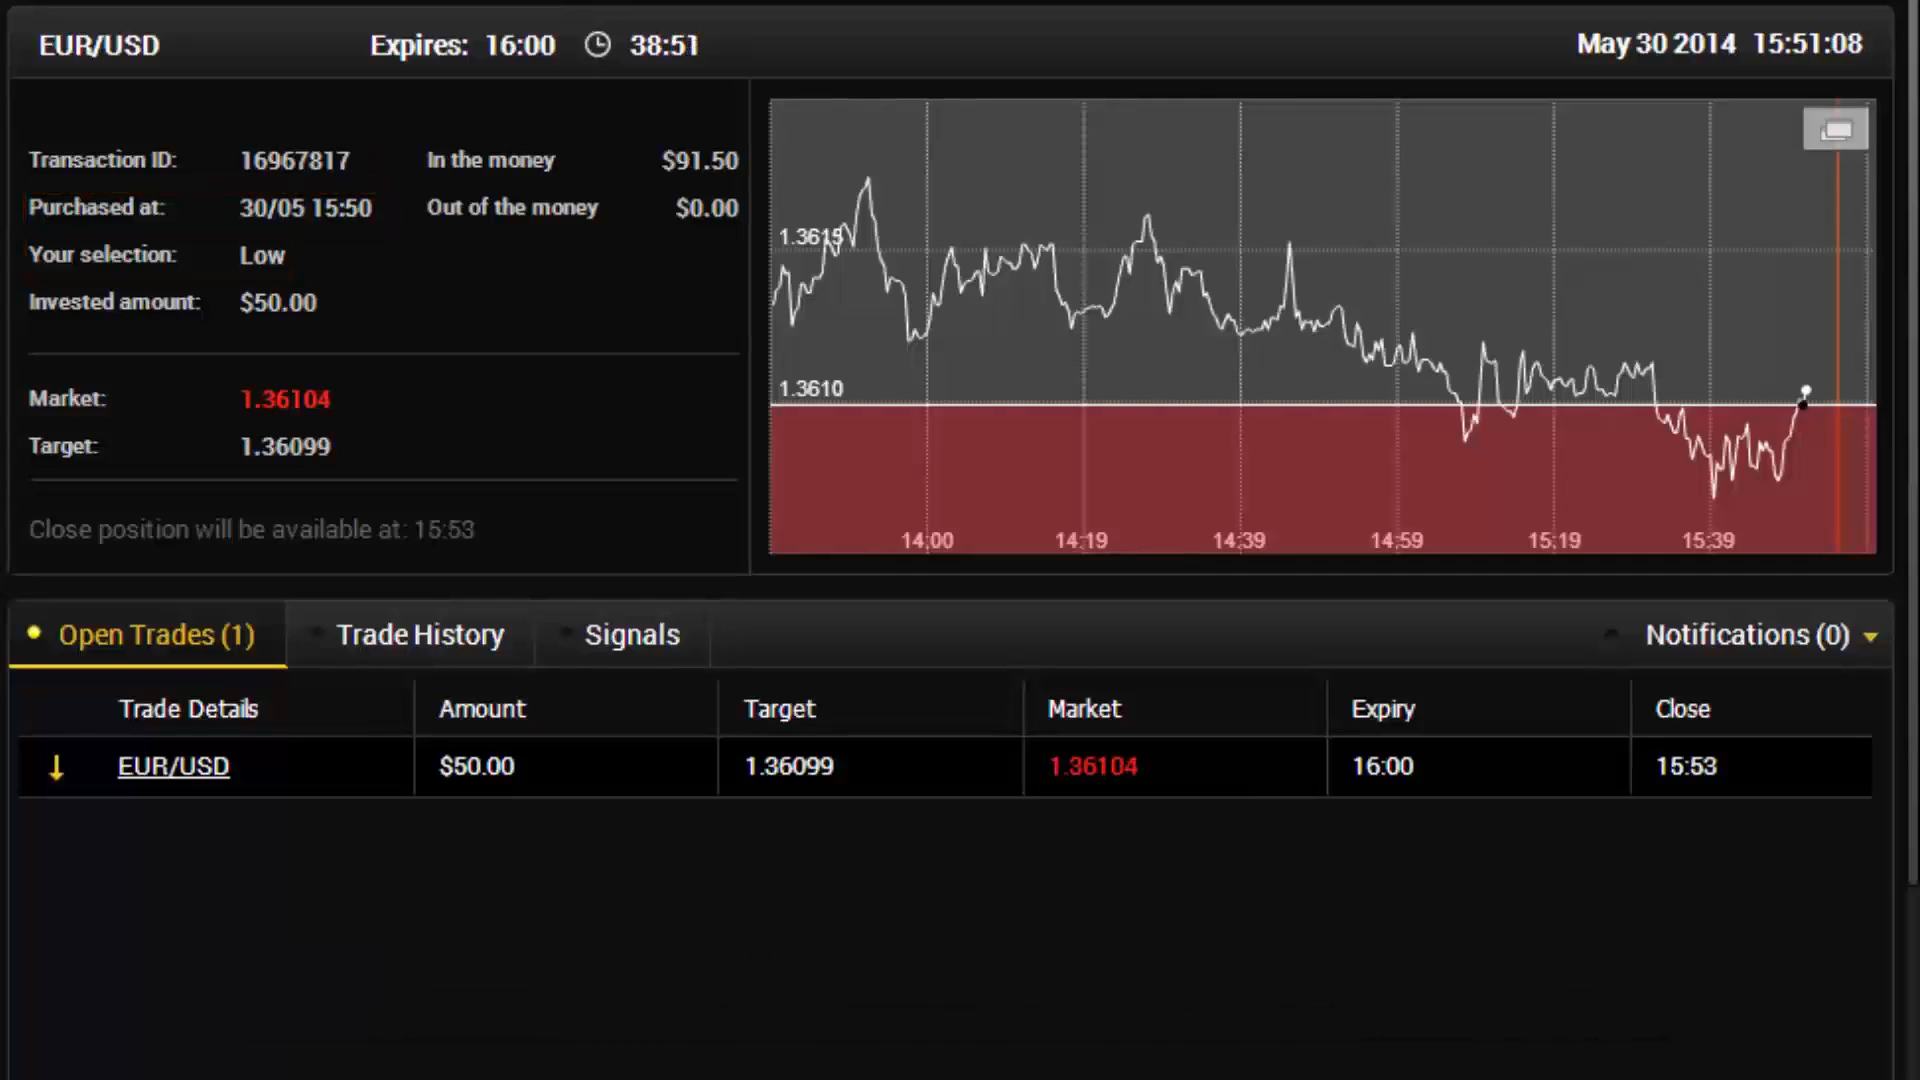 EUR/USD Expires: 16:00 38:51 May 30 2014 15:51:08
Transaction ID: 16967817 In the money $91.50
Purchased at: 30/05 15:50 Out of the money $0.00
Your selection: Low
Invested amount: $50.00
Market: 1.36104
Target: 1.36099
Close position will be available at: 15:53
1.3615
1.3610
14:00 14:19 14:39 14:59 15:19 15:39
Open Trades (1) Trade History Signals Notifications (0)
Trade Details Amount Target Market Expiry Close
EUR/USD $50.00 1.36099 1.36104 16:00 15:53